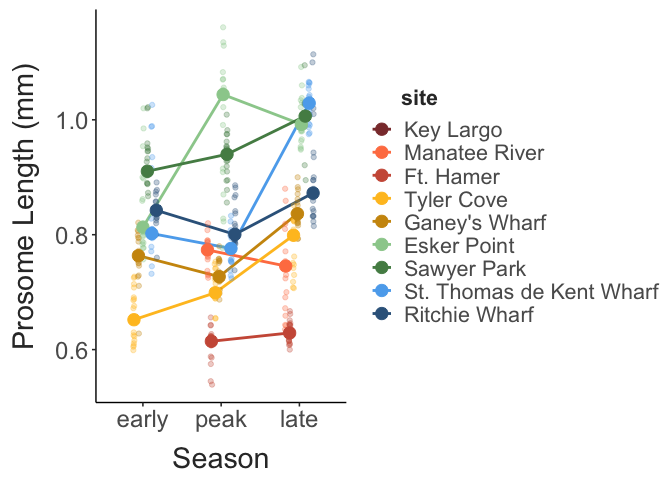 Prosome Length (mm)
1.0
0.8
0.6
early peak late
Season
site
Key Largo
Manatee River
Ft. Hamer
Tyler Cove
Ganey's Wharf
Esker Point
Sawyer Park
St. Thomas de Kent Wharf
Ritchie Wharf